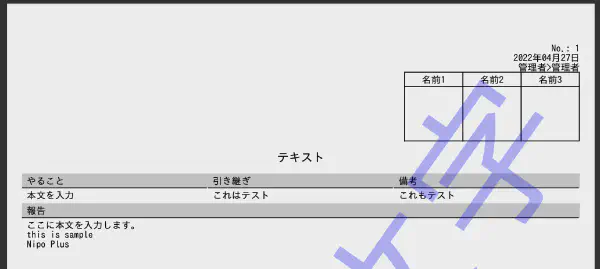 No.: 1
2022年04月27日
管理者>管理者
名前1 名前2 名前3
テキスト
やること 引き継ぎ 備考
本文を入力 これはテスト これもテスト
報告
ここに本文を入力します。
this is sample
Nipo Plus
字